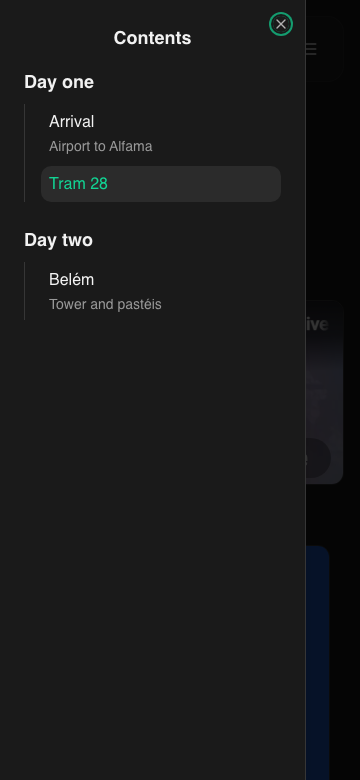 Contents
Day one
Arrival
Airport to Alfama
Tram 28
Day two
Belém
Tower and pastéis